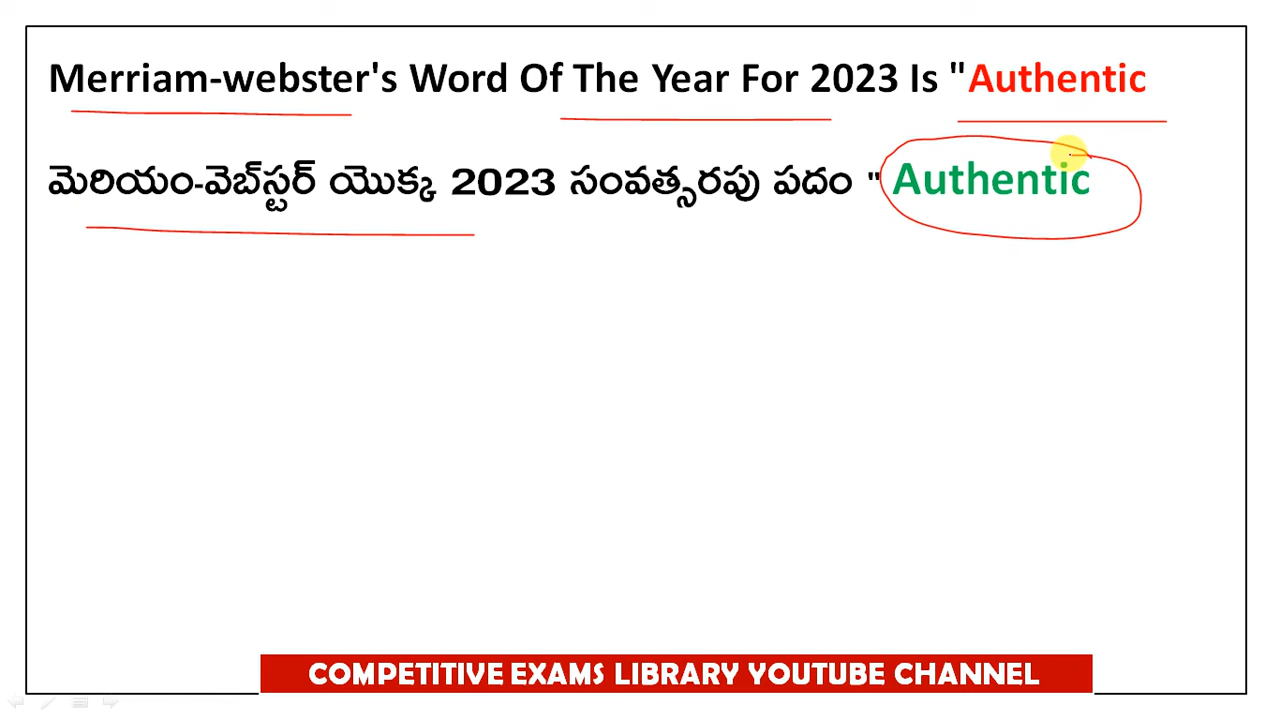 Merriam-webster's Word Of The Year For 2023 Is "Authentic
మెరియం-వెబ్‌స్టర్ యొక్క 2023 సంవత్సరపు పదం " Authentic
COMPETITIVE EXAMS LIBRARY YOUTUBE CHANNEL